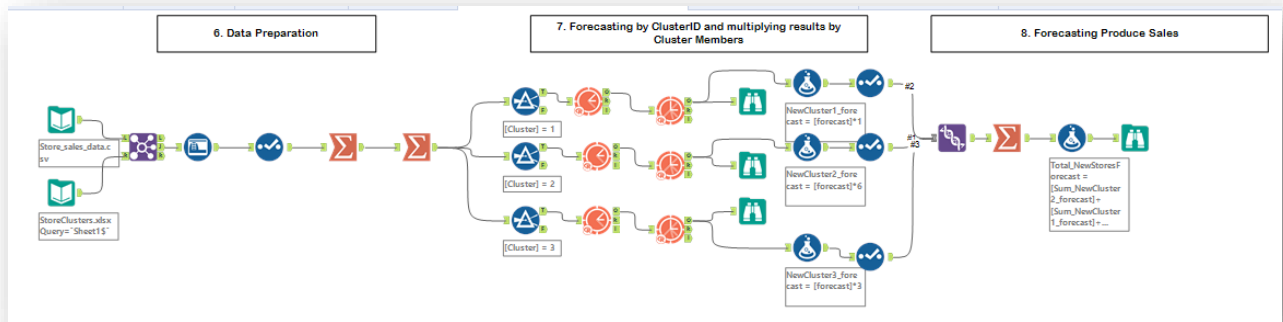 6. Data Preparation
7. Forecasting by ClusterID and multiplying results by
Cluster Members
8. Forecasting Produce Sales
Store_sales_data.c
sv
StoreClusters.xlsx
Query=`Sheet1$`
[Cluster] = 1
[Cluster] = 2
[Cluster] = 3
NewCluster1_fore
cast = [forecast]*1
NewCluster2_fore
cast = [forecast]*6
NewCluster3_fore
cast = [forecast]*3
#2
#1
#3
Total_NewStoresF
orecast =
[Sum_NewCluster
2_forecast]+
[Sum_NewCluster
1_forecast]+...